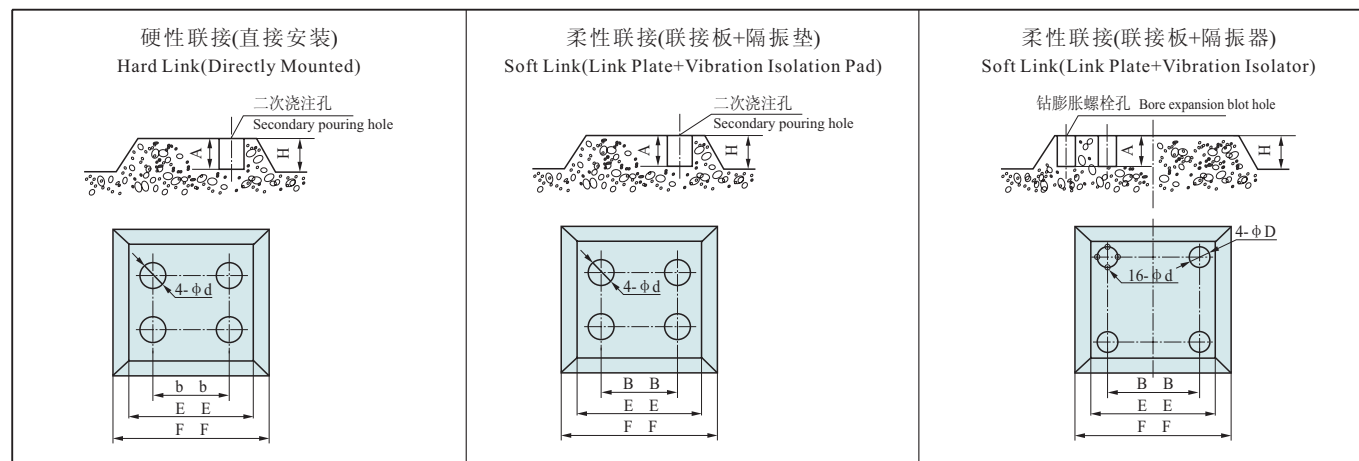 硬性联接(直接安装)
Hard Link(Directly Mounted)
二次浇注孔
Secondary pouring hole
A
H
4-ϕd
b b
E E
F F
柔性联接(联接板+隔振垫)
Soft Link(Link Plate+Vibration Isolation Pad)
二次浇注孔
Secondary pouring hole
A
H
4-ϕd
B B
E E
F F
柔性联接(联接板+隔振器)
Soft Link(Link Plate+Vibration Isolator)
钻膨胀螺栓孔 Bore expansion blot hole
A
H
4-ϕD
16-ϕd
B B
E E
F F